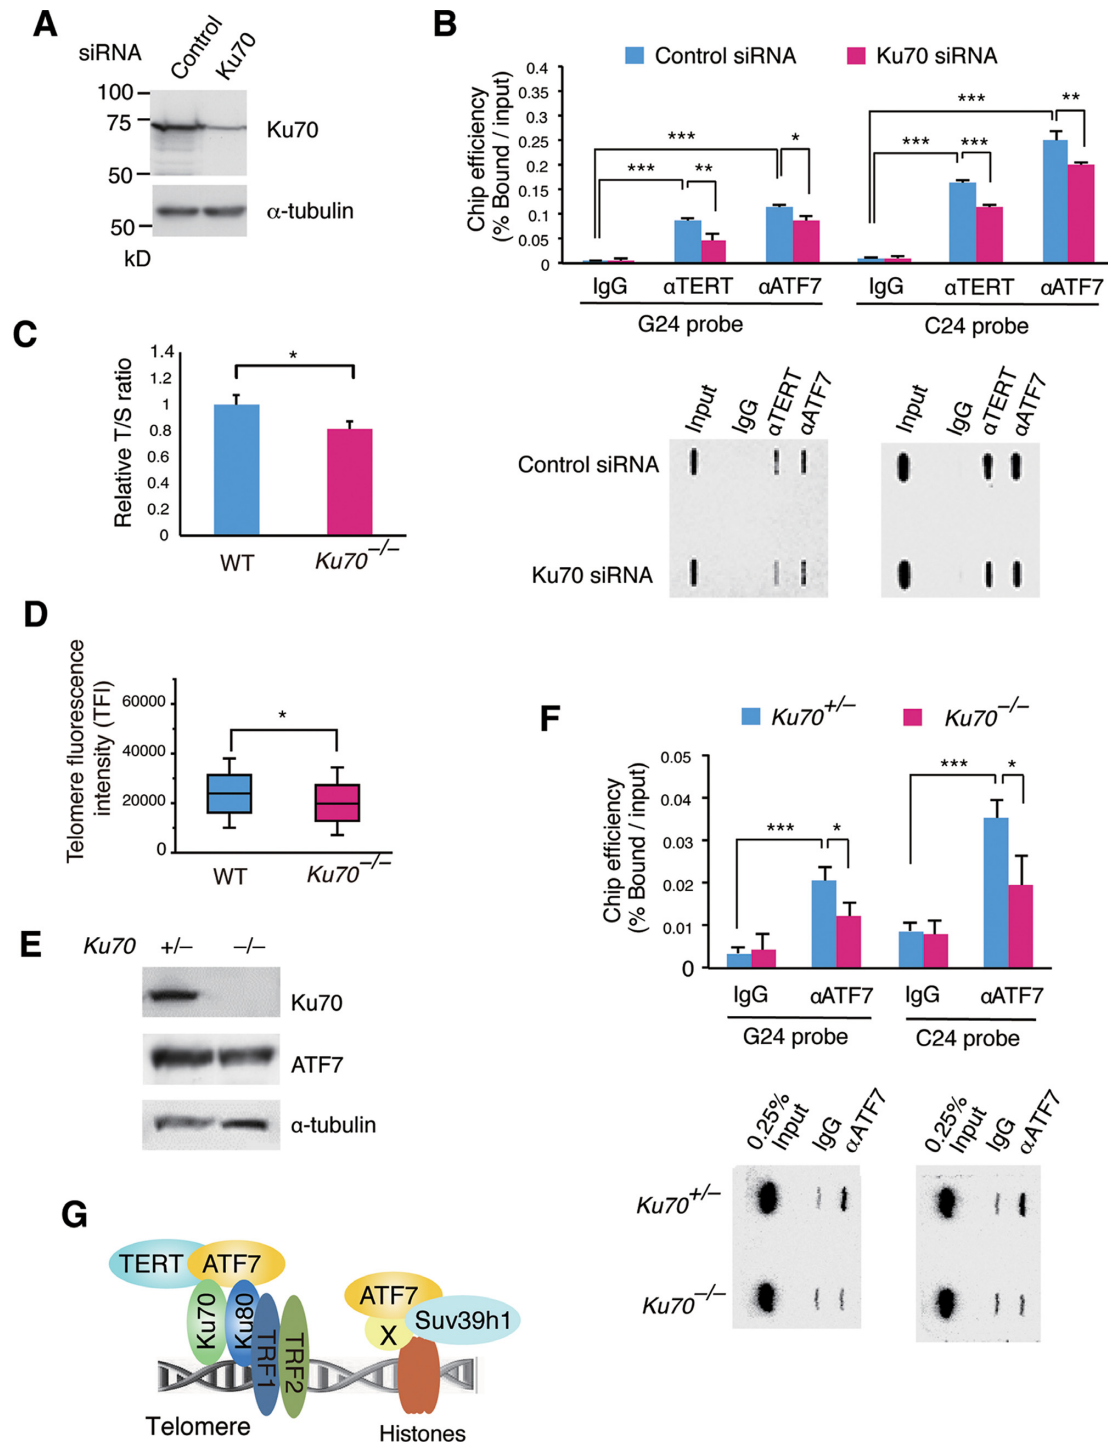 A
siRNA
Control
Ku70
100
75
50
50
kD
Ku70
α-tubulin
B
Control siRNA
Ku70 siRNA
Chip efficiency
(% Bound / input)
0.4
0.35
0.3
0.25
0.2
0.15
0.1
0.05
0
***
***
**
*
***
***
***
**
IgG
αTERT
αATF7
IgG
αTERT
αATF7
G24 probe
C24 probe
Input
IgG
αTERT
αATF7
Input
IgG
αTERT
αATF7
Control siRNA
Ku70 siRNA
C
Relative T/S ratio
1.4
1.2
1
0.8
0.6
0.4
0.2
0
*
WT
Ku70–/–
D
Telomere fluorescence
intensity (TFI)
60000
40000
20000
0
*
WT
Ku70–/–
E
Ku70 +/– –/–
Ku70
ATF7
α-tubulin
F
Ku70+/–
Ku70–/–
Chip efficiency
(% Bound / input)
0.05
0.04
0.03
0.02
0.01
0
***
*
***
*
IgG
αATF7
IgG
αATF7
G24 probe
C24 probe
0.25%
Input
IgG
αATF7
0.25%
Input
IgG
αATF7
Ku70+/–
Ku70–/–
G
TERT
ATF7
Ku70
Ku80
TRF1
TRF2
Telomere
ATF7
X
Suv39h1
Histones